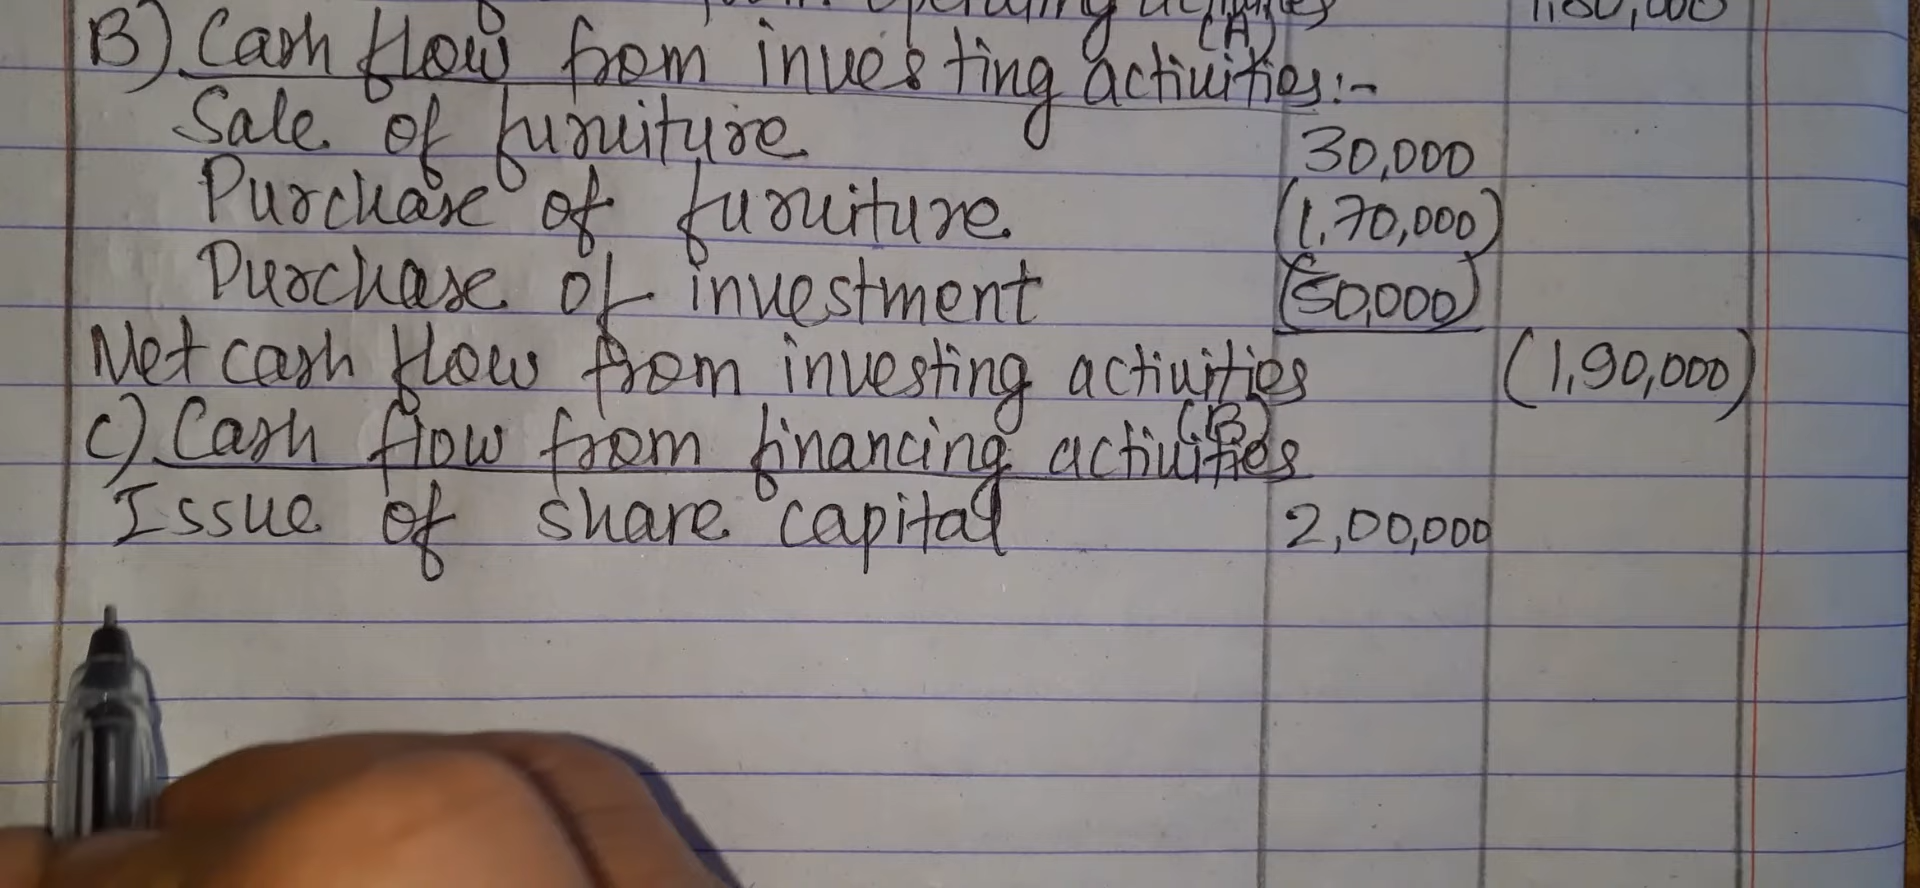 operating activities
(A)
B) Cash flow from investing activities:-
Sale of furniture 30,000
Purchase of furniture (1,70,000)
Purchase of investment (50,000)
Net cash flow from investing activities (1,90,000)
(B)
C) Cash flow from financing activities
Issue of share capital 2,00,000